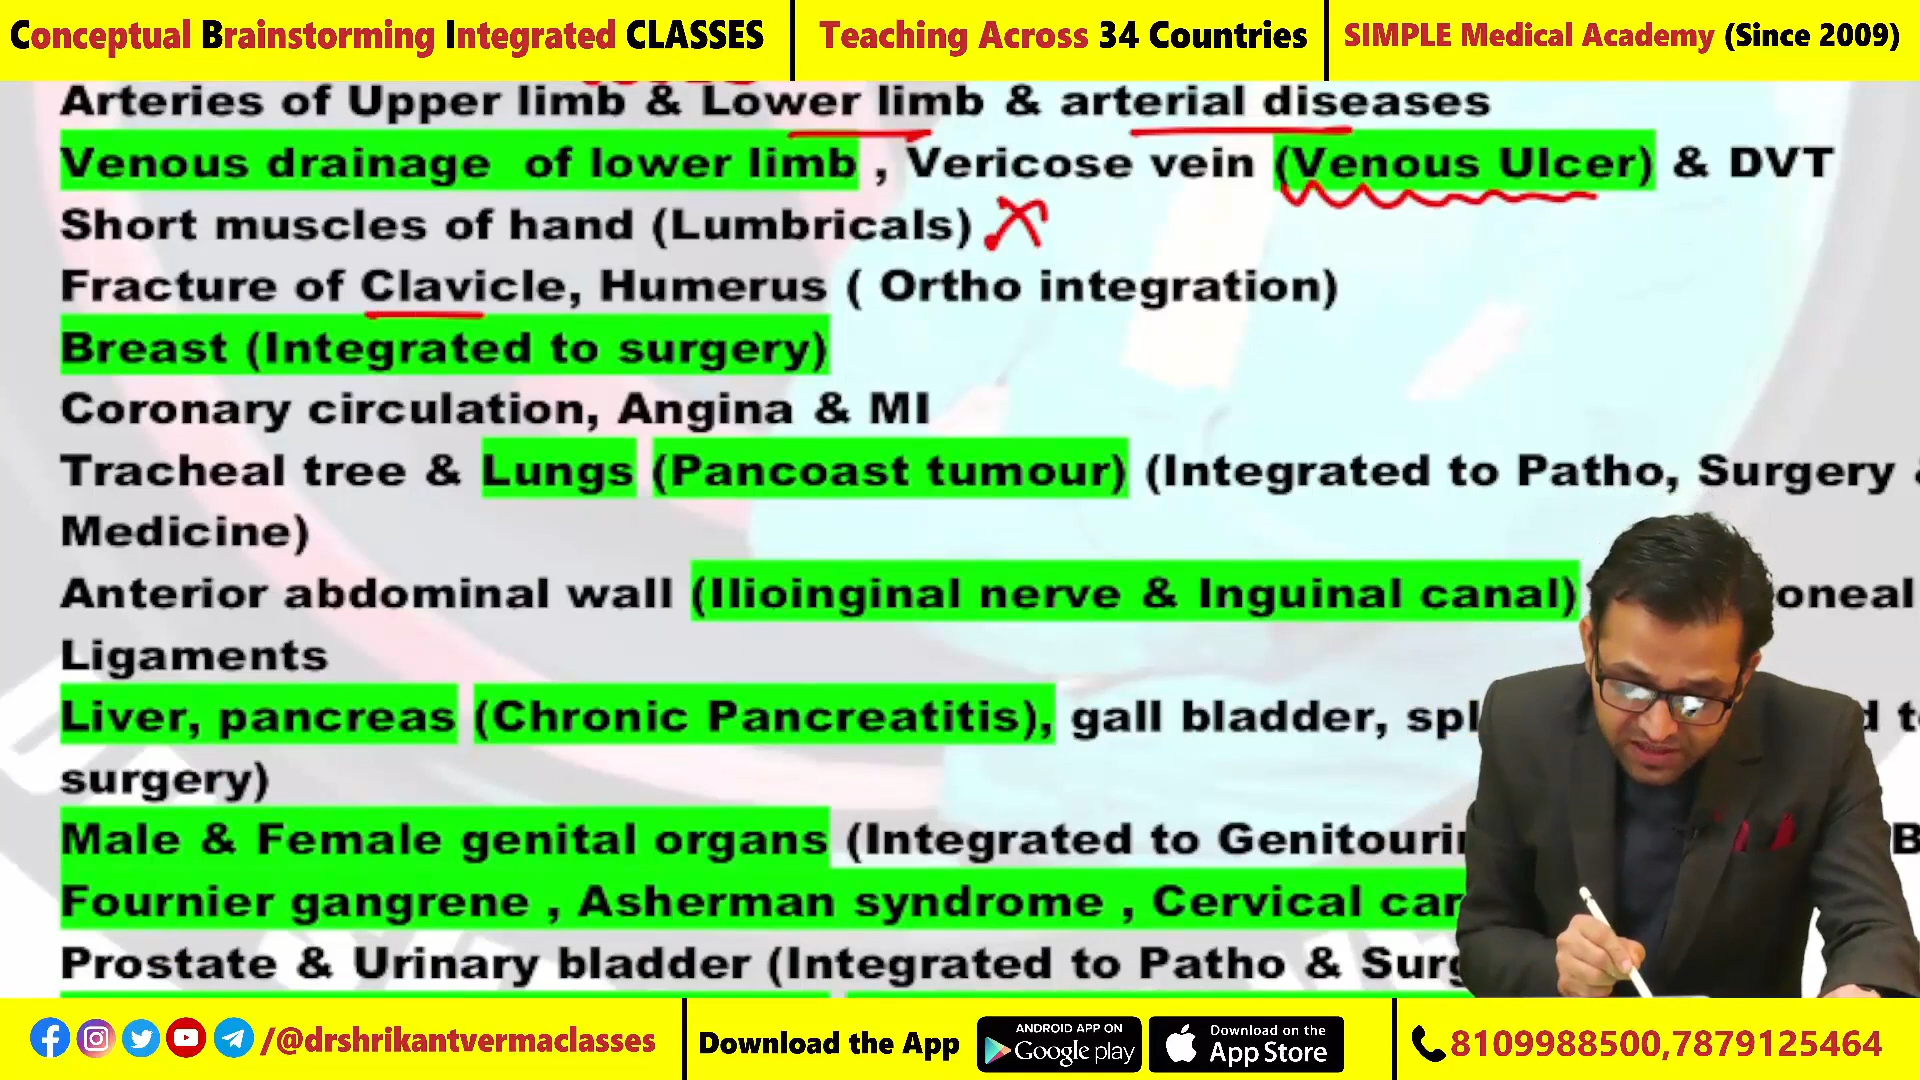 Conceptual Brainstorming Integrated CLASSES
Teaching Across 34 Countries
SIMPLE Medical Academy (Since 2009)
Arteries of Upper limb & Lower limb & arterial diseases
Venous drainage of lower limb , Vericose vein (Venous Ulcer) & DVT
Short muscles of hand (Lumbricals) X
Fracture of Clavicle, Humerus ( Ortho integration)
Breast (Integrated to surgery)
Coronary circulation, Angina & MI
Tracheal tree & Lungs (Pancoast tumour) (Integrated to Patho, Surgery
Medicine)
Anterior abdominal wall (Ilioinginal nerve & Inguinal canal)
Ligaments
Liver, pancreas (Chronic Pancreatitis), gall bladder,
surgery)
Male & Female genital organs (Integrated to
Fournier gangrene , Asherman syndrome , Cervical
Prostate & Urinary bladder (Integrated to Patho &
/@drshrikantvermaclasses
Download the App
ANDROID APP ON
Google play
Download on the
App Store
8109988500,7879125464